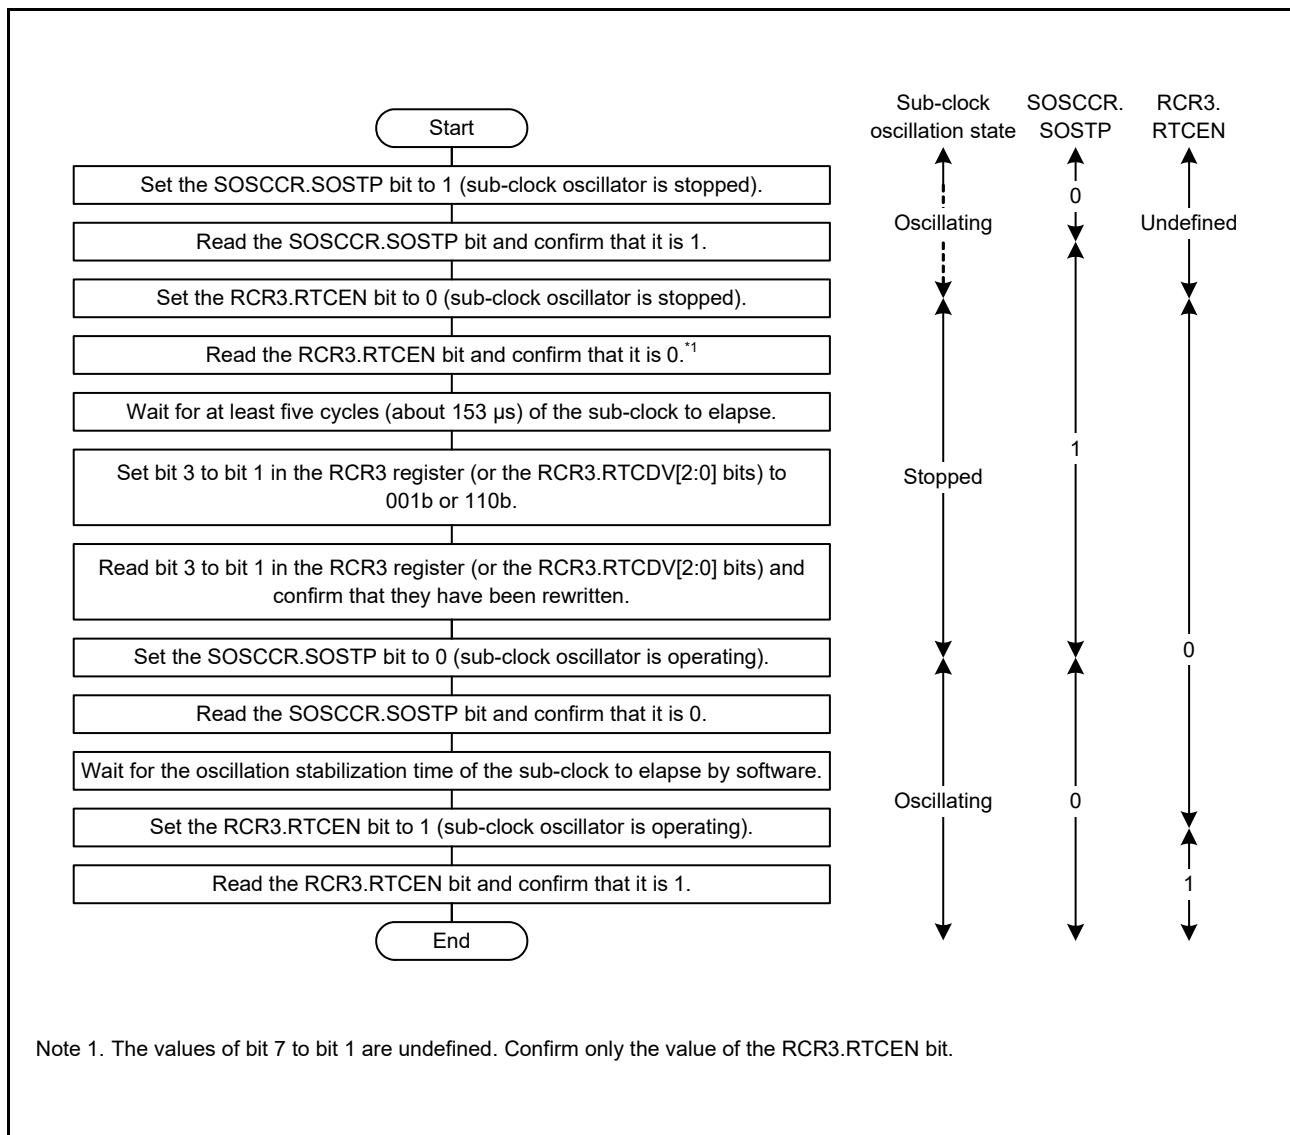 Start
Set the SOSCCR.SOSTP bit to 1 (sub-clock oscillator is stopped).
Read the SOSCCR.SOSTP bit and confirm that it is 1.
Set the RCR3.RTCEN bit to 0 (sub-clock oscillator is stopped).
Read the RCR3.RTCEN bit and confirm that it is 0.*1
Wait for at least five cycles (about 153 µs) of the sub-clock to elapse.
Set bit 3 to bit 1 in the RCR3 register (or the RCR3.RTCDV[2:0] bits) to
001b or 110b.
Read bit 3 to bit 1 in the RCR3 register (or the RCR3.RTCDV[2:0] bits) and
confirm that they have been rewritten.
Set the SOSCCR.SOSTP bit to 0 (sub-clock oscillator is operating).
Read the SOSCCR.SOSTP bit and confirm that it is 0.
Wait for the oscillation stabilization time of the sub-clock to elapse by software.
Set the RCR3.RTCEN bit to 1 (sub-clock oscillator is operating).
Read the RCR3.RTCEN bit and confirm that it is 1.
End
Sub-clock
oscillation state
Oscillating
Stopped
Oscillating
SOSCCR.
SOSTP
0
1
0
RCR3.
RTCEN
Undefined
0
1
Note 1. The values of bit 7 to bit 1 are undefined. Confirm only the value of the RCR3.RTCEN bit.